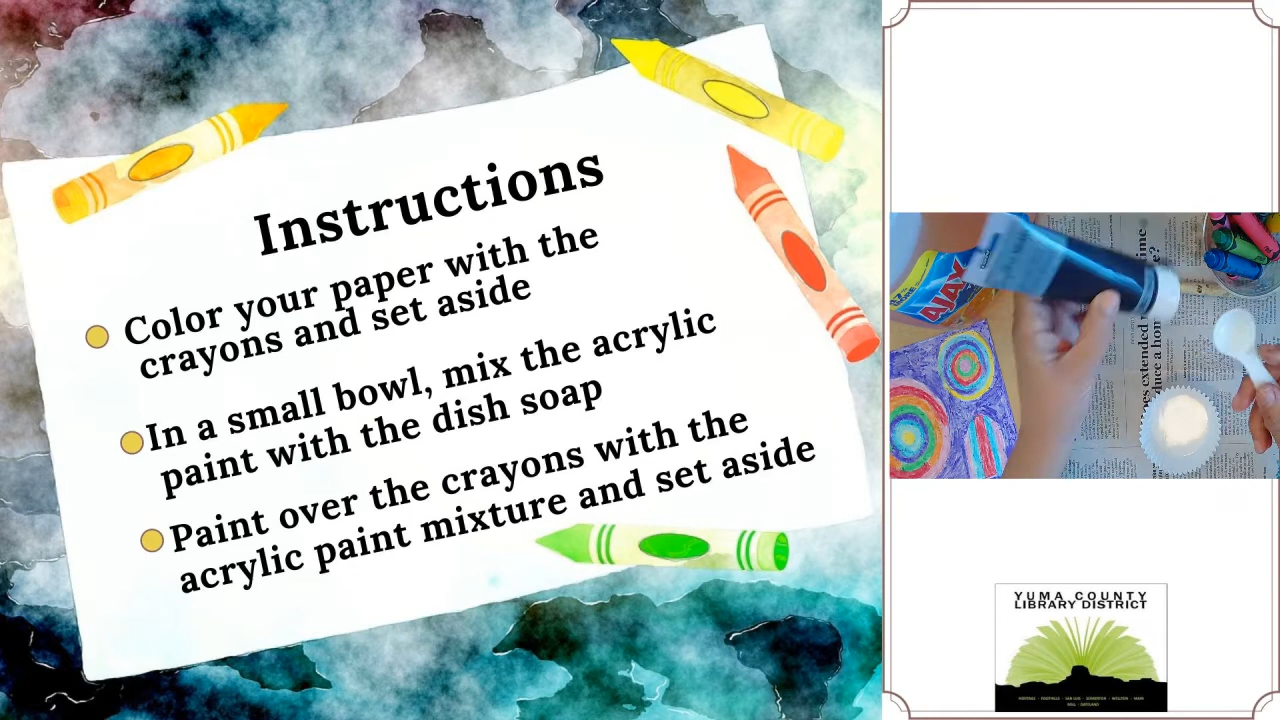 Instructions
Color your paper with the
crayons and set aside
In a small bowl, mix the acrylic
paint with the dish soap
Paint over the crayons with the
acrylic paint mixture and set aside
AJAX
YUMA COUNTY
LIBRARY DISTRICT